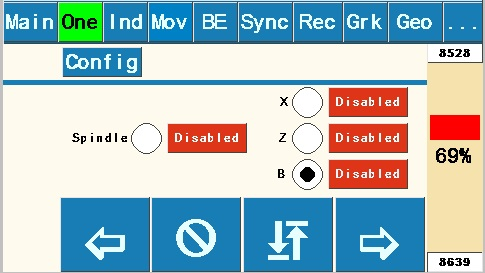 Main One Ind Mov BE Sync Rec Grk Geo ...
Config
8528
X Disabled
Spindle Disabled
Z Disabled
69%
B Disabled
8639